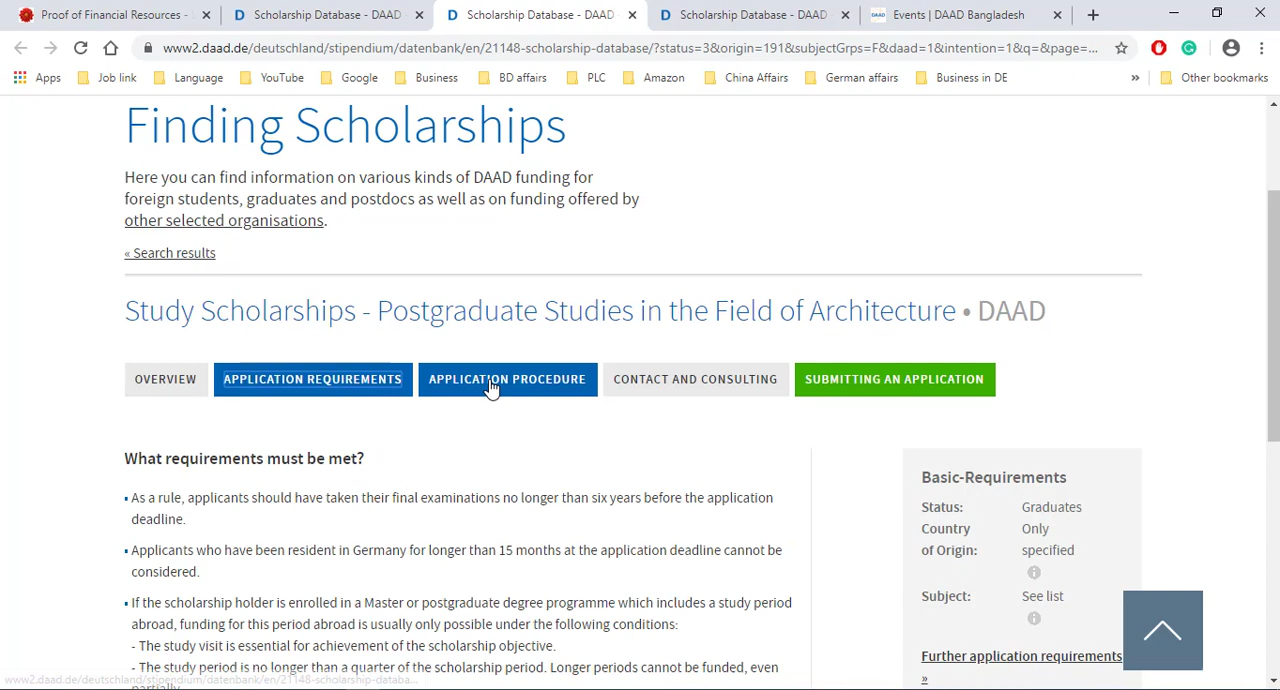 Proof of Financial Resources -
Scholarship Database - DAAD
Scholarship Database - DAAD
Scholarship Database - DAAD
Events | DAAD Bangladesh
www2.daad.de/deutschland/stipendium/datenbank/en/21148-scholarship-database/?status=3&origin=191&subjectGrps=F&daad=1&intention=1&q=&page=...
Apps
Job link
Language
YouTube
Google
Business
BD affairs
PLC
Amazon
China Affairs
German affairs
Business in DE
»
Other bookmarks
Finding Scholarships
Here you can find information on various kinds of DAAD funding for
foreign students, graduates and postdocs as well as on funding offered by
other selected organisations.
« Search results
Study Scholarships - Postgraduate Studies in the Field of Architecture • DAAD
OVERVIEW
APPLICATION REQUIREMENTS
APPLICATION PROCEDURE
CONTACT AND CONSULTING
SUBMITTING AN APPLICATION
What requirements must be met?
As a rule, applicants should have taken their final examinations no longer than six years before the application
deadline.
Applicants who have been resident in Germany for longer than 15 months at the application deadline cannot be
considered.
If the scholarship holder is enrolled in a Master or postgraduate degree programme which includes a study period
abroad, funding for this period abroad is usually only possible under the following conditions:
- The study visit is essential for achievement of the scholarship objective.
- The study period is no longer than a quarter of the scholarship period. Longer periods cannot be funded, even
partially.
Basic-Requirements
Status: Graduates
Country Only
of Origin: specified
Subject: See list
Further application requirements
»
www2.daad.de/deutschland/stipendium/datenbank/en/21148-scholarship-databa...